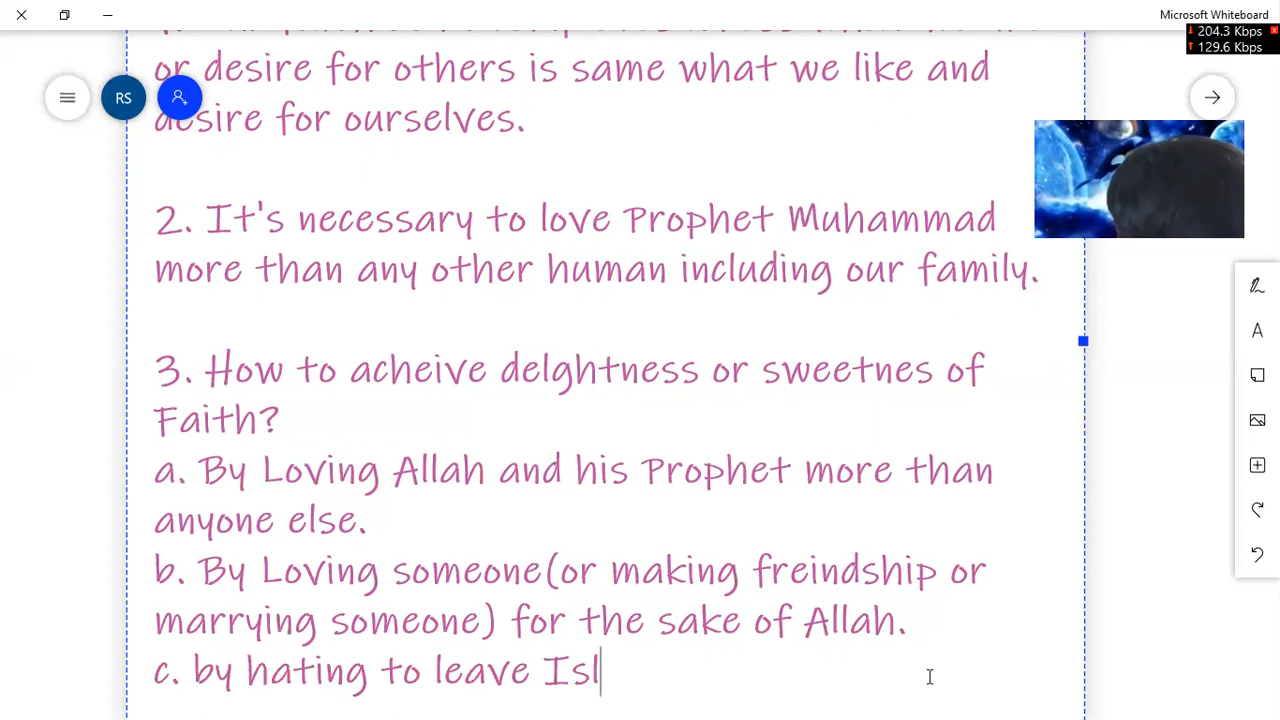 Microsoft Whiteboard
204.3 Kbps
129.6 Kbps
RS
or desire for others is same what we like and
desire for ourselves.
2. It's necessary to love Prophet Muhammad
more than any other human including our family.
3. How to acheive delghtness or sweetnes of
Faith?
a. By Loving Allah and his Prophet more than
anyone else.
b. By Loving someone(or making freindship or
marrying someone) for the sake of Allah.
c. by hating to leave Isl